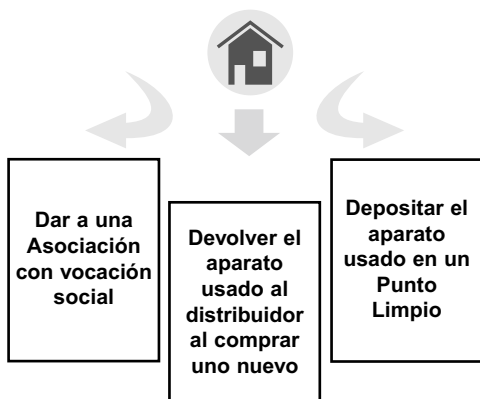 Dar a una
Asociación
con vocación
social
Devolver el
aparato
usado al
distribuidor
al comprar
uno nuevo
Depositar el
aparato
usado en un
Punto
Limpio